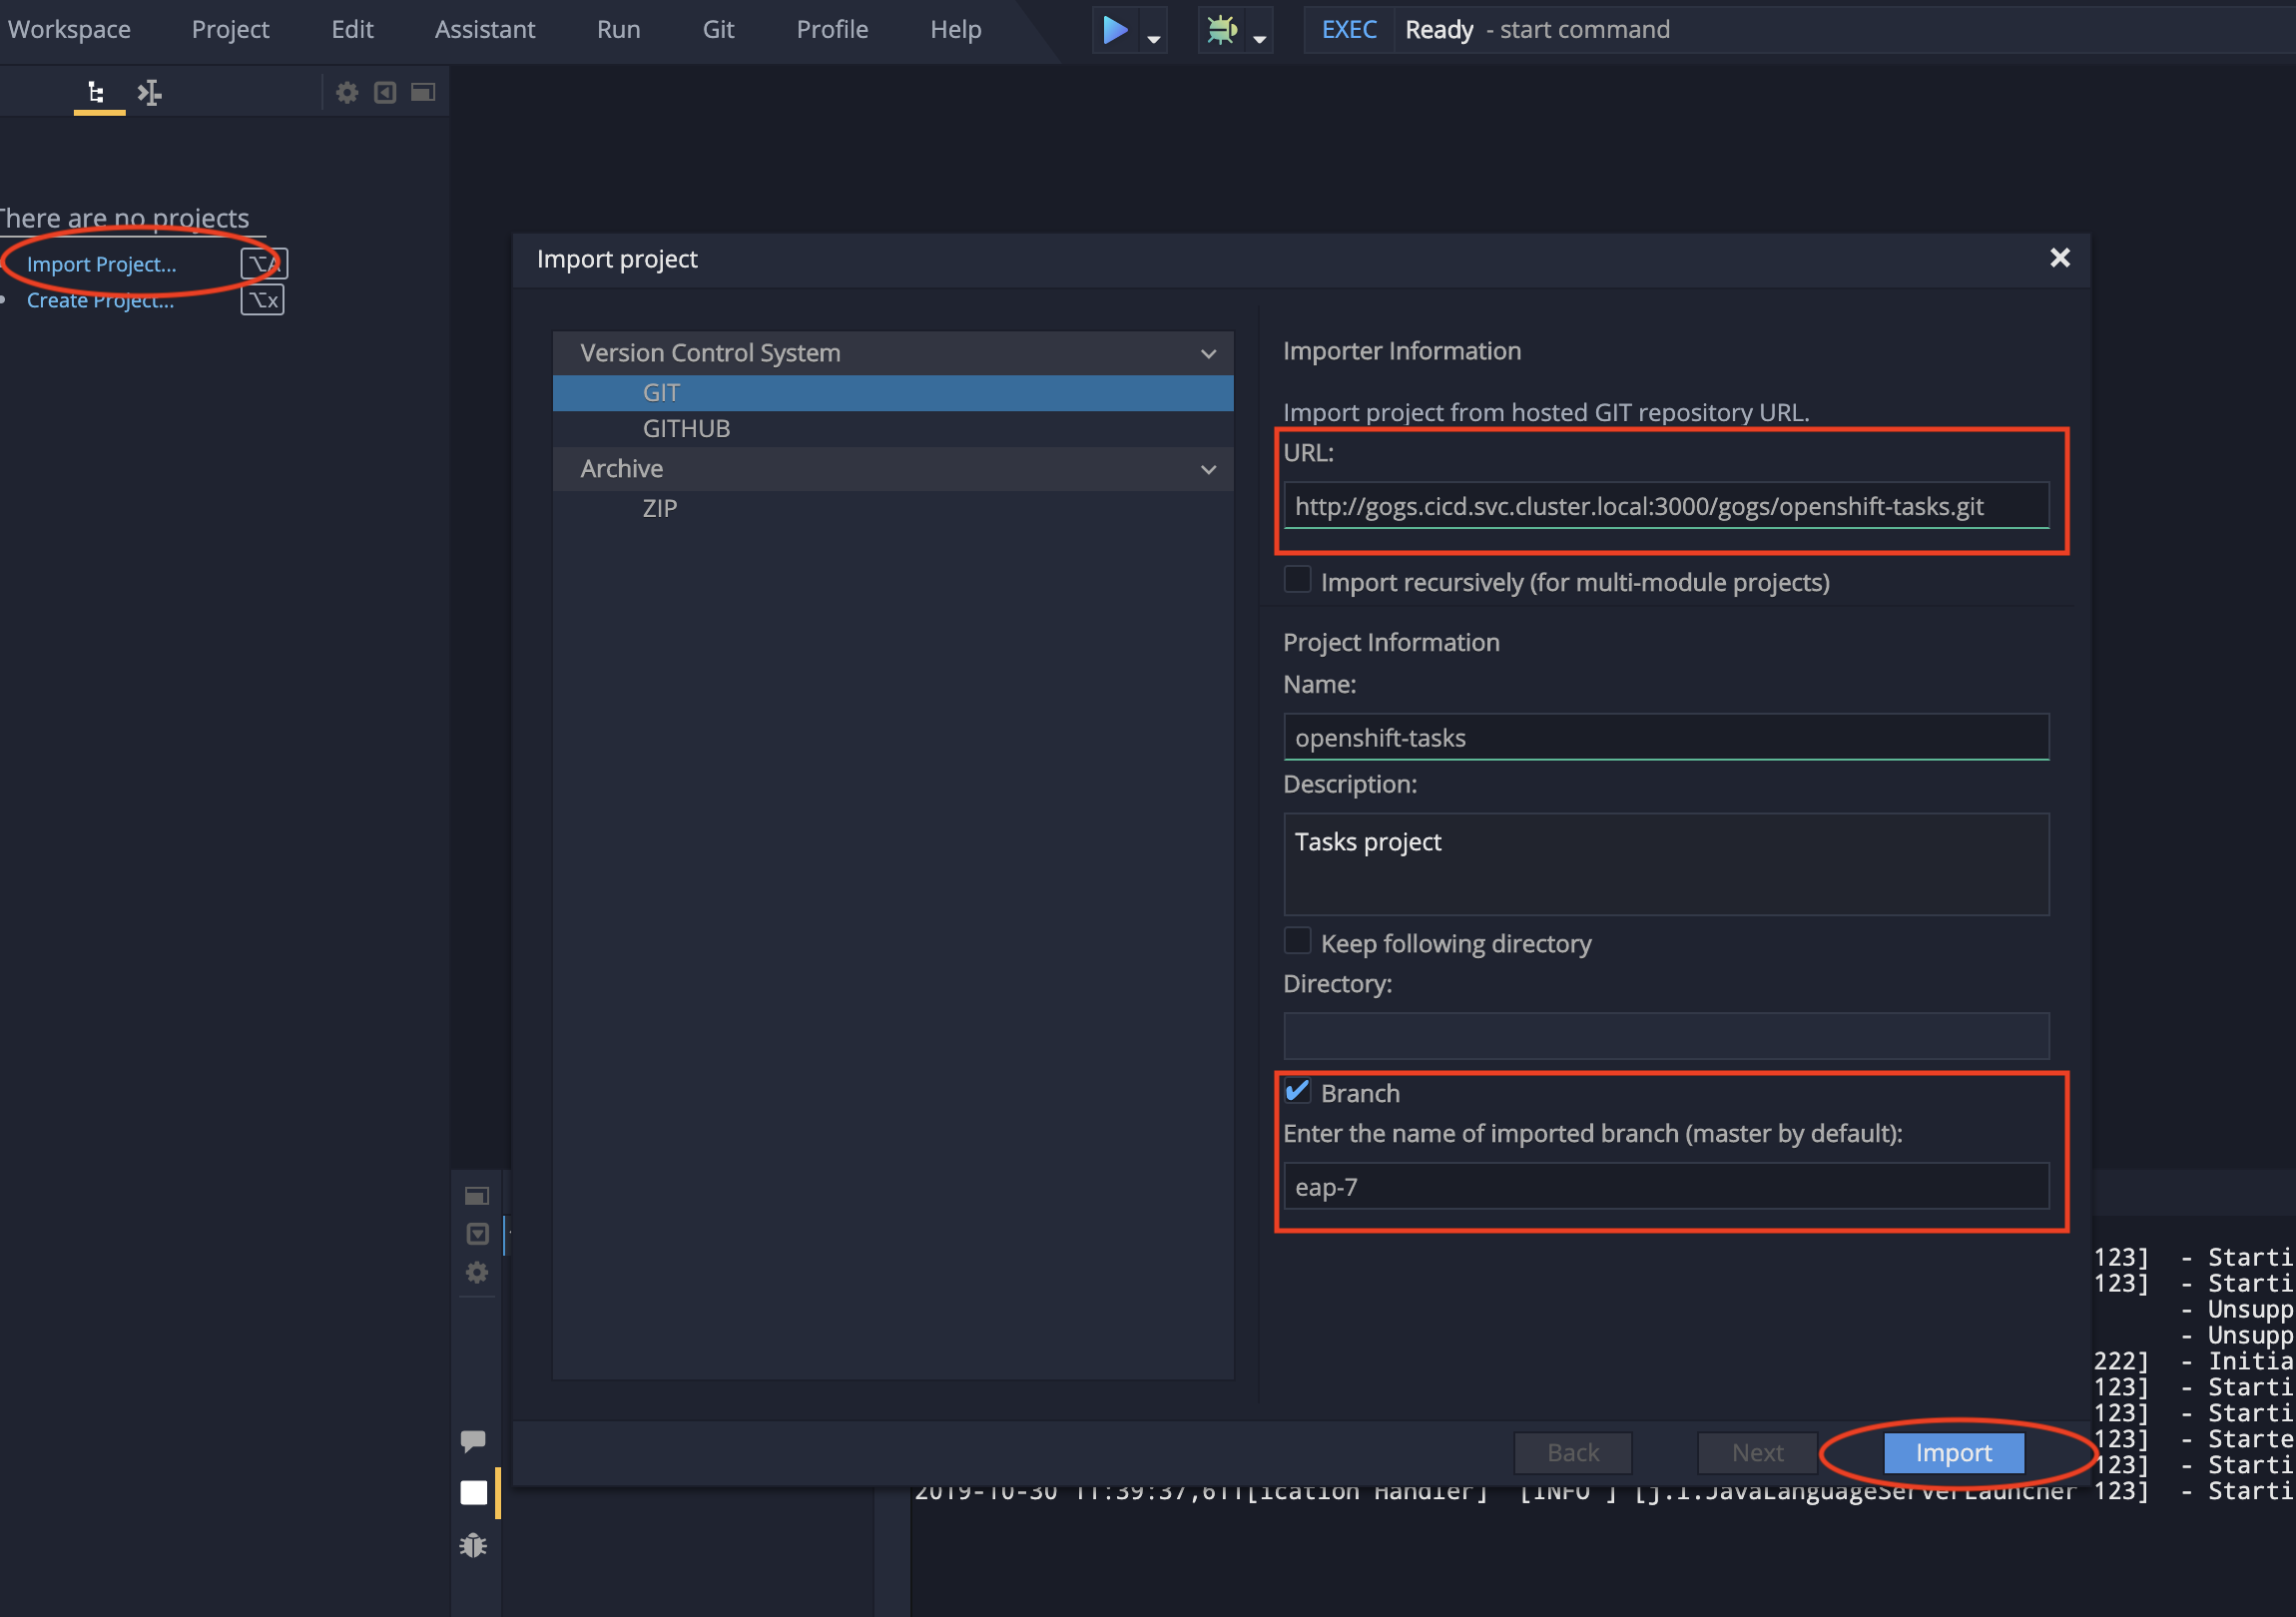 Workspace Project Edit Assistant Run Git Profile Help EXEC Ready - start command
There are no projects
Import Project... ⌥A
Create Project... ⌥x
Import project
Version Control System
GIT
GITHUB
Archive
ZIP
Importer Information
Import project from hosted GIT repository URL.
URL:
http://gogs.cicd.svc.cluster.local:3000/gogs/openshift-tasks.git
Import recursively (for multi-module projects)
Project Information
Name:
openshift-tasks
Description:
Tasks project
Keep following directory
Directory:
Branch
Enter the name of imported branch (master by default):
eap-7
Back Next Import
123] - Starti
123] - Starti
- Unsupp
- Unsupp
222] - Initia
123] - Starti
123] - Starti
123] - Starte
123] - Starti
2019-10-30 11:39:37,611[ication Handler] [INFO ] [j.l.JavaLanguageServerLauncher 123] - Starti